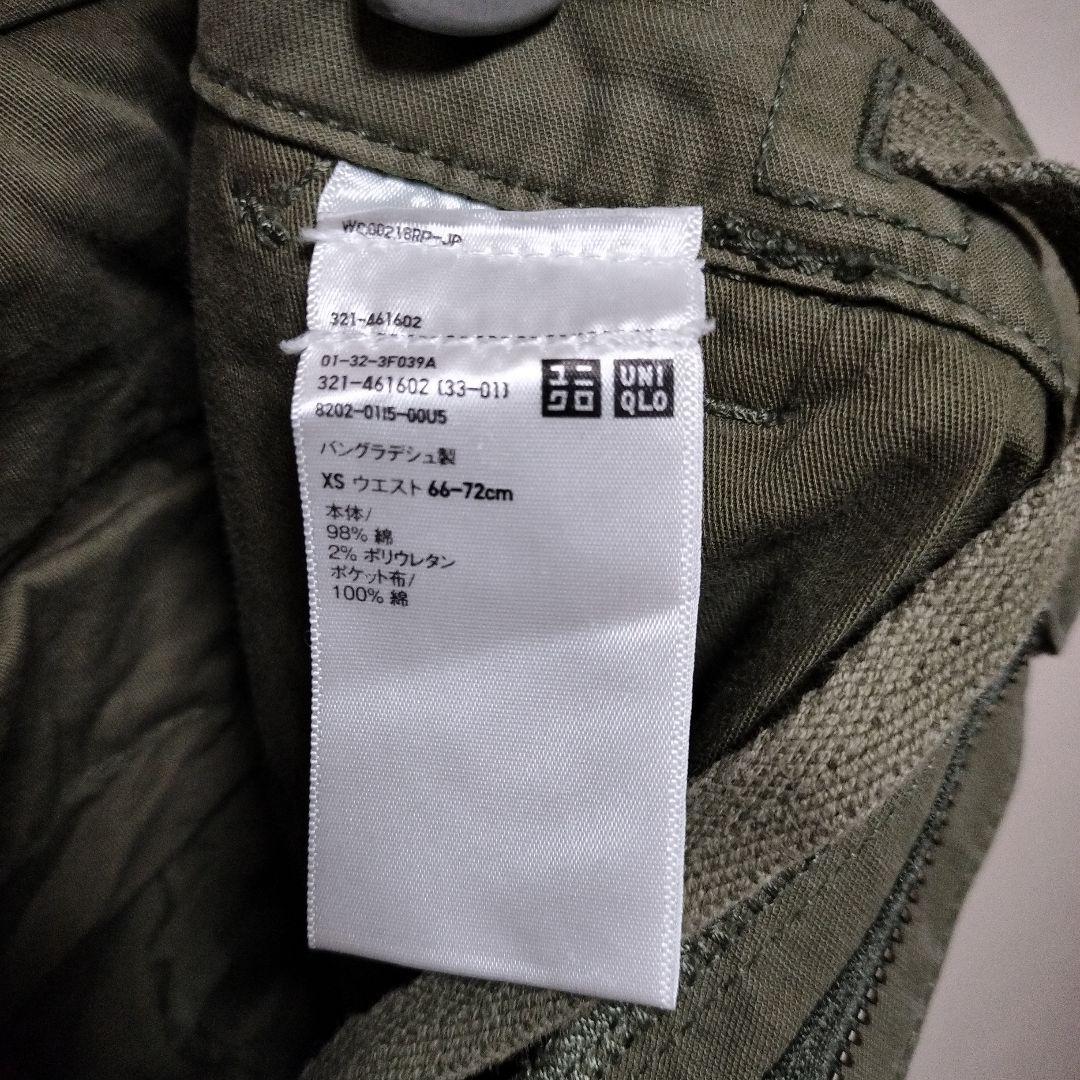 WC00218RP-JP
321-461602
01-32-3F039A
321-461602 (33-01)
8202-0115-00U5
ユニ
クロ
UNI
QLO
バングラデシュ製
XS ウエスト 66-72cm
本体/
98% 綿
2% ポリウレタン
ポケット布/
100% 綿